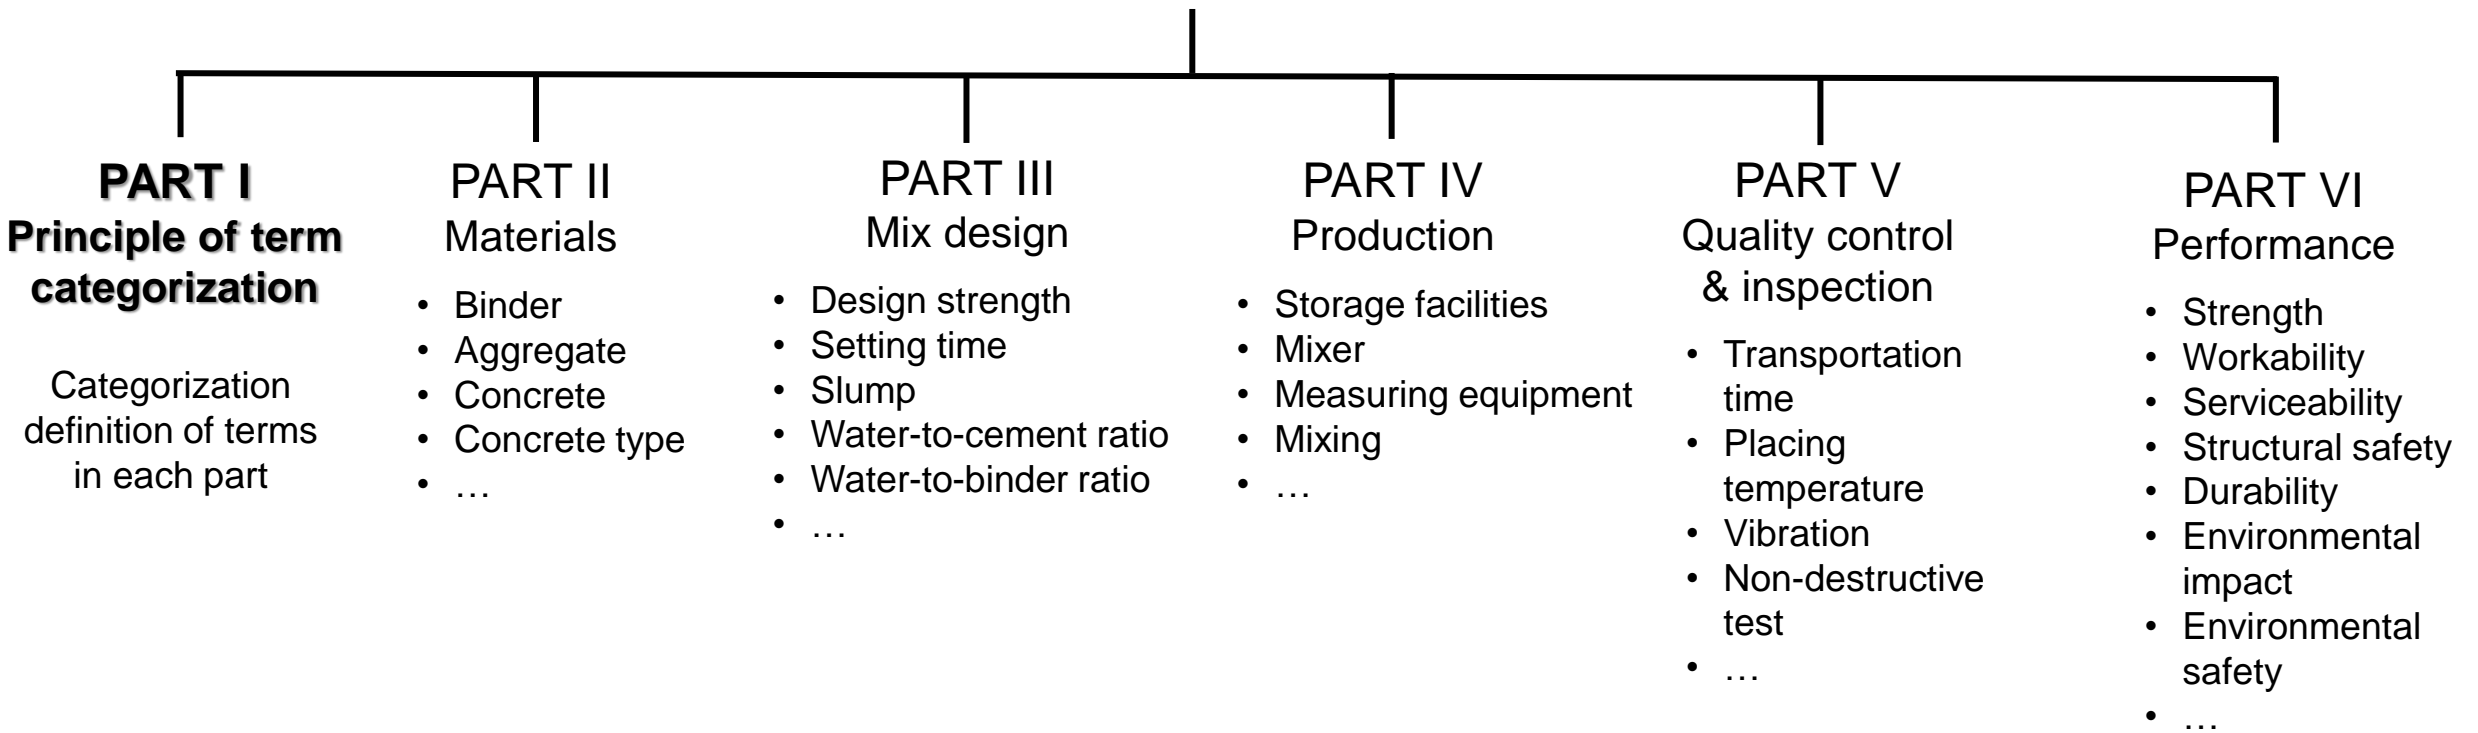 PART I
Principle of term
categorization
Categorization
definition of terms
in each part
PART II
Materials
• Binder
• Aggregate
• Concrete
• Concrete type
• …
PART III
Mix design
• Design strength
• Setting time
• Slump
• Water-to-cement ratio
• Water-to-binder ratio
• …
PART IV
Production
• Storage facilities
• Mixer
• Measuring equipment
• Mixing
• …
PART V
Quality control
& inspection
• Transportation
time
• Placing
temperature
• Vibration
• Non-destructive
test
• …
PART VI
Performance
• Strength
• Workability
• Serviceability
• Structural safety
• Durability
• Environmental
impact
• Environmental
safety
• …